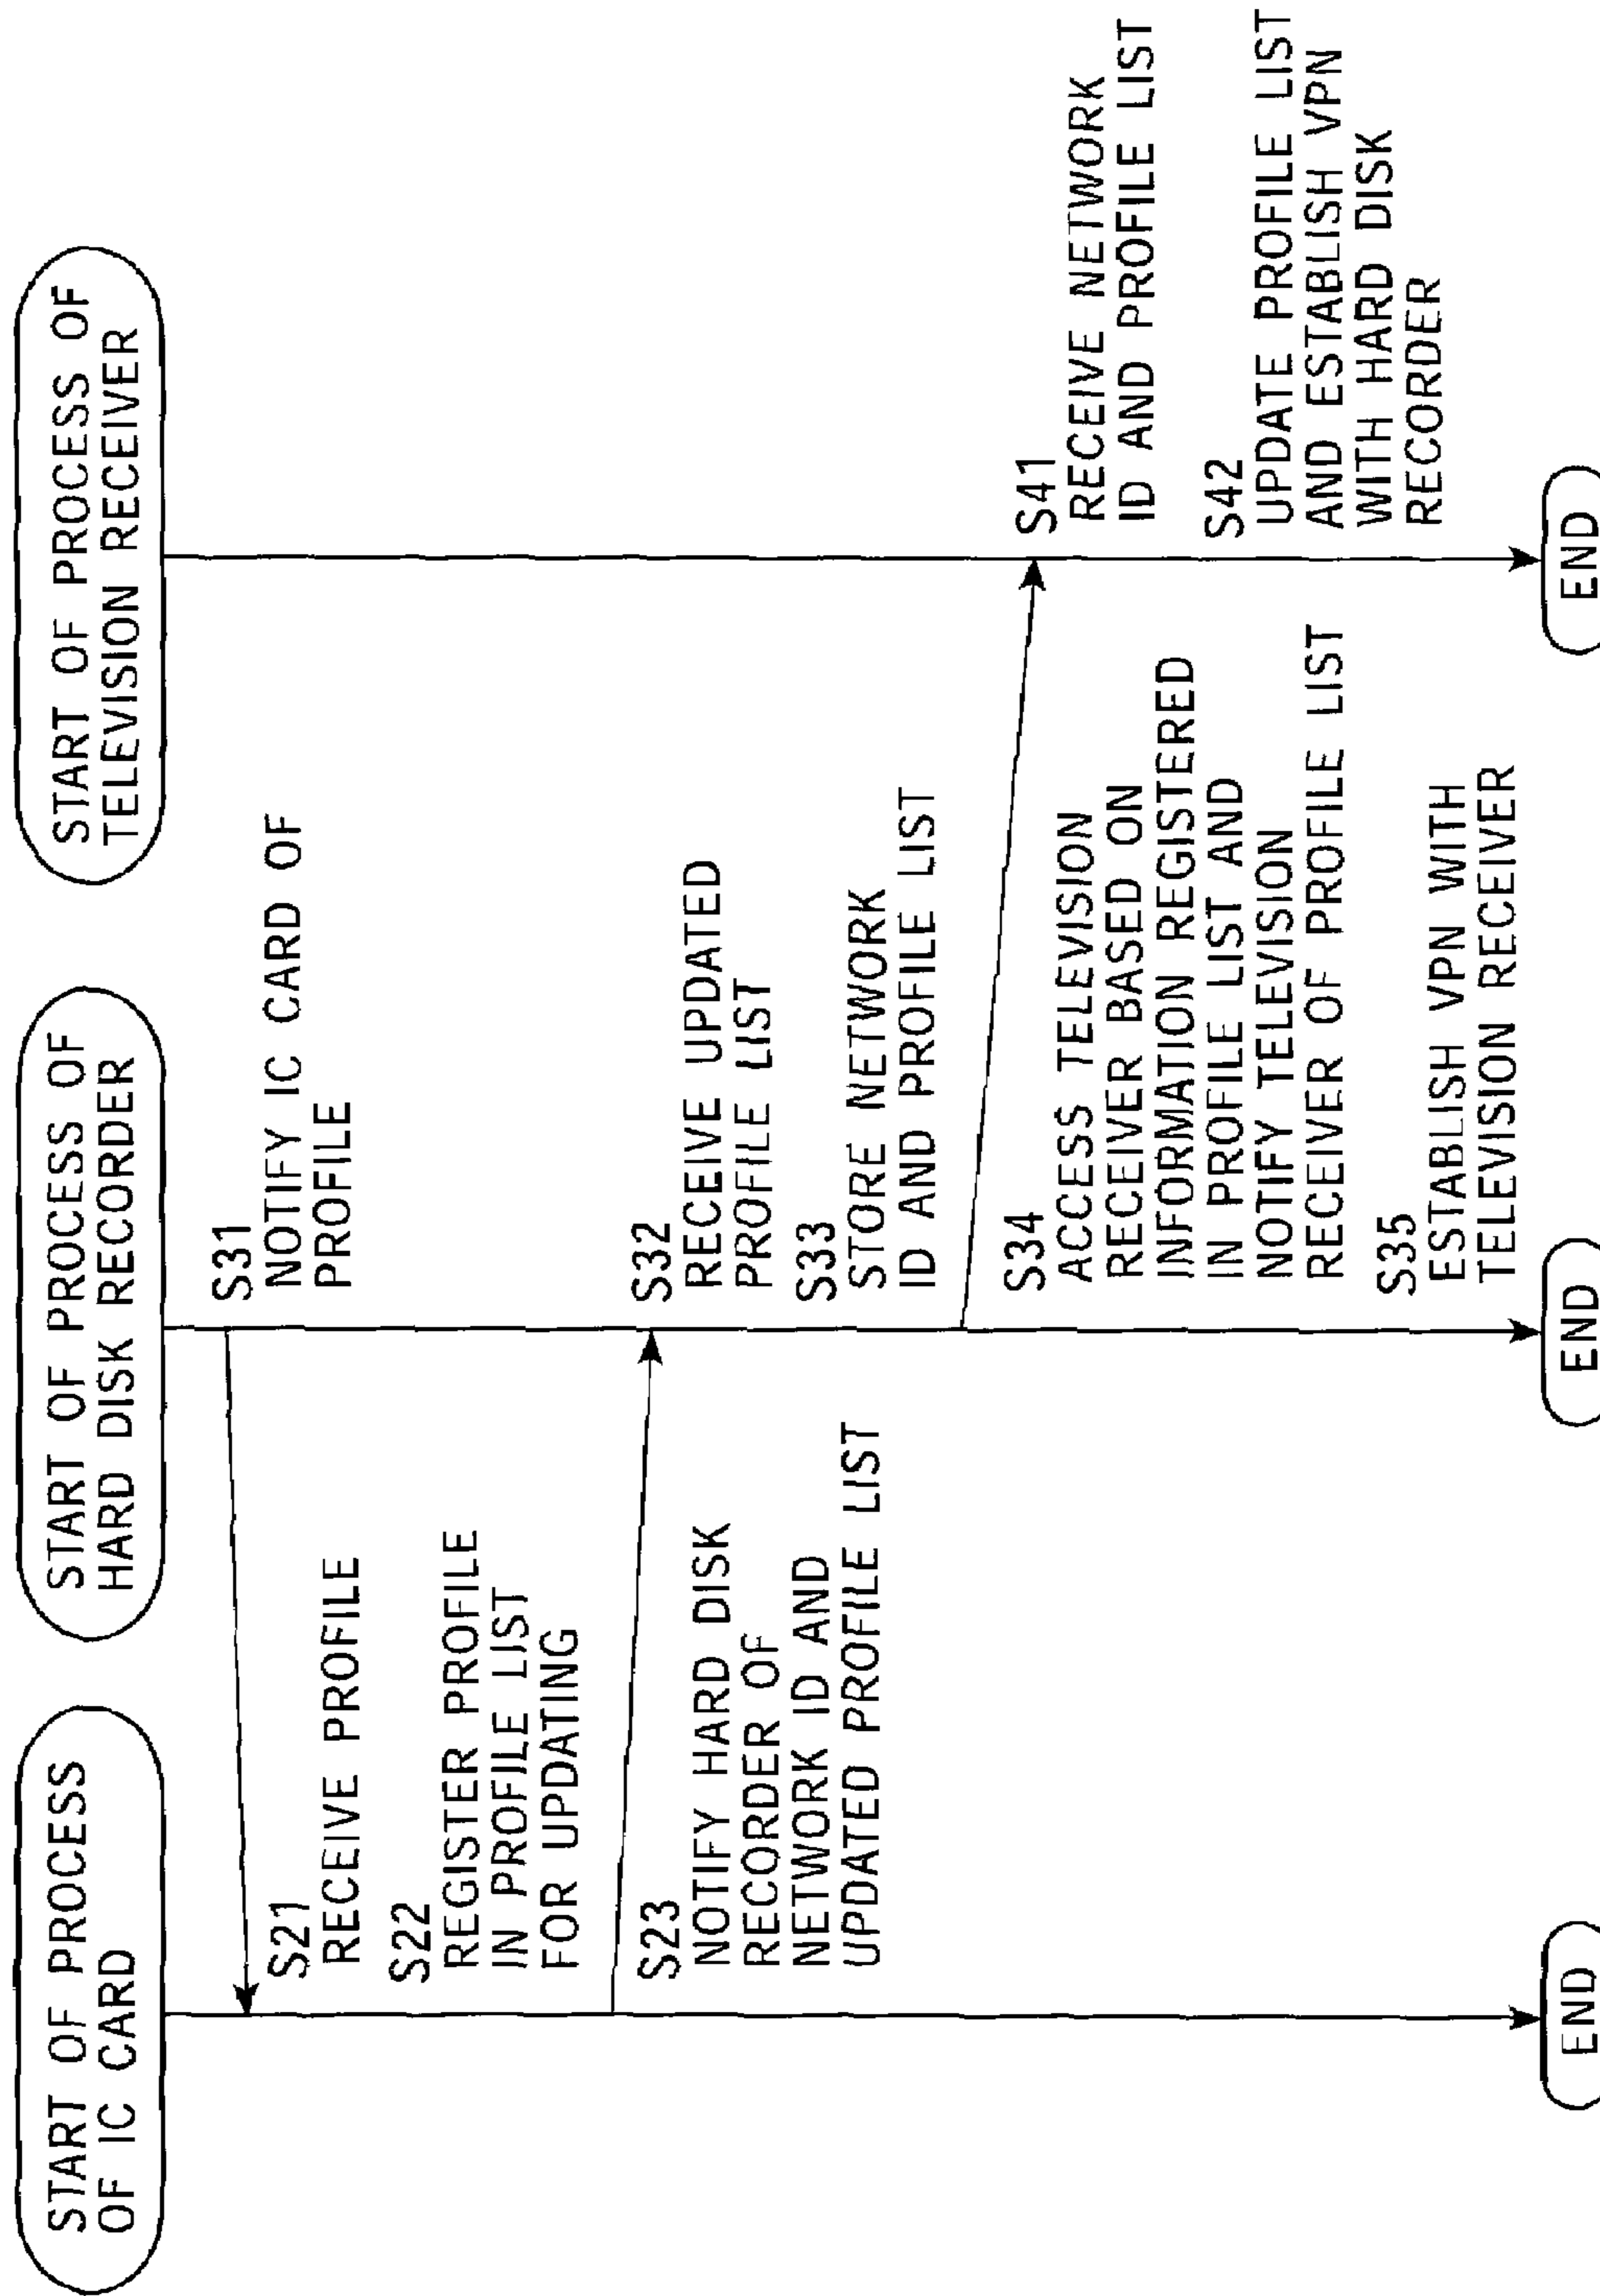 START OF PROCESS
OF IC CARD
S21
RECEIVE PROFILE
S22
REGISTER PROFILE
IN PROFILE LIST
FOR UPDATING
S23
NOTIFY HARD DISK
RECORDER OF
NETWORK ID AND
UPDATED PROFILE LIST
END
START OF PROCESS OF
HARD DISK RECORDER
S31
NOTIFY IC CARD OF
PROFILE
S32
RECEIVE UPDATED
PROFILE LIST
S33
STORE NETWORK
ID AND PROFILE LIST
S34
ACCESS TELEVISION
RECEIVER BASED ON
INFORMATION REGISTERED
IN PROFILE LIST AND
NOTIFY TELEVISION
RECEIVER OF PROFILE LIST
S35
ESTABLISH VPN WITH
TELEVISION RECEIVER
END
START OF PROCESS OF
TELEVISION RECEIVER
S41
RECEIVE NETWORK
ID AND PROFILE LIST
S42
UPDATE PROFILE LIST
AND ESTABLISH VPN
WITH HARD DISK
RECORDER
END